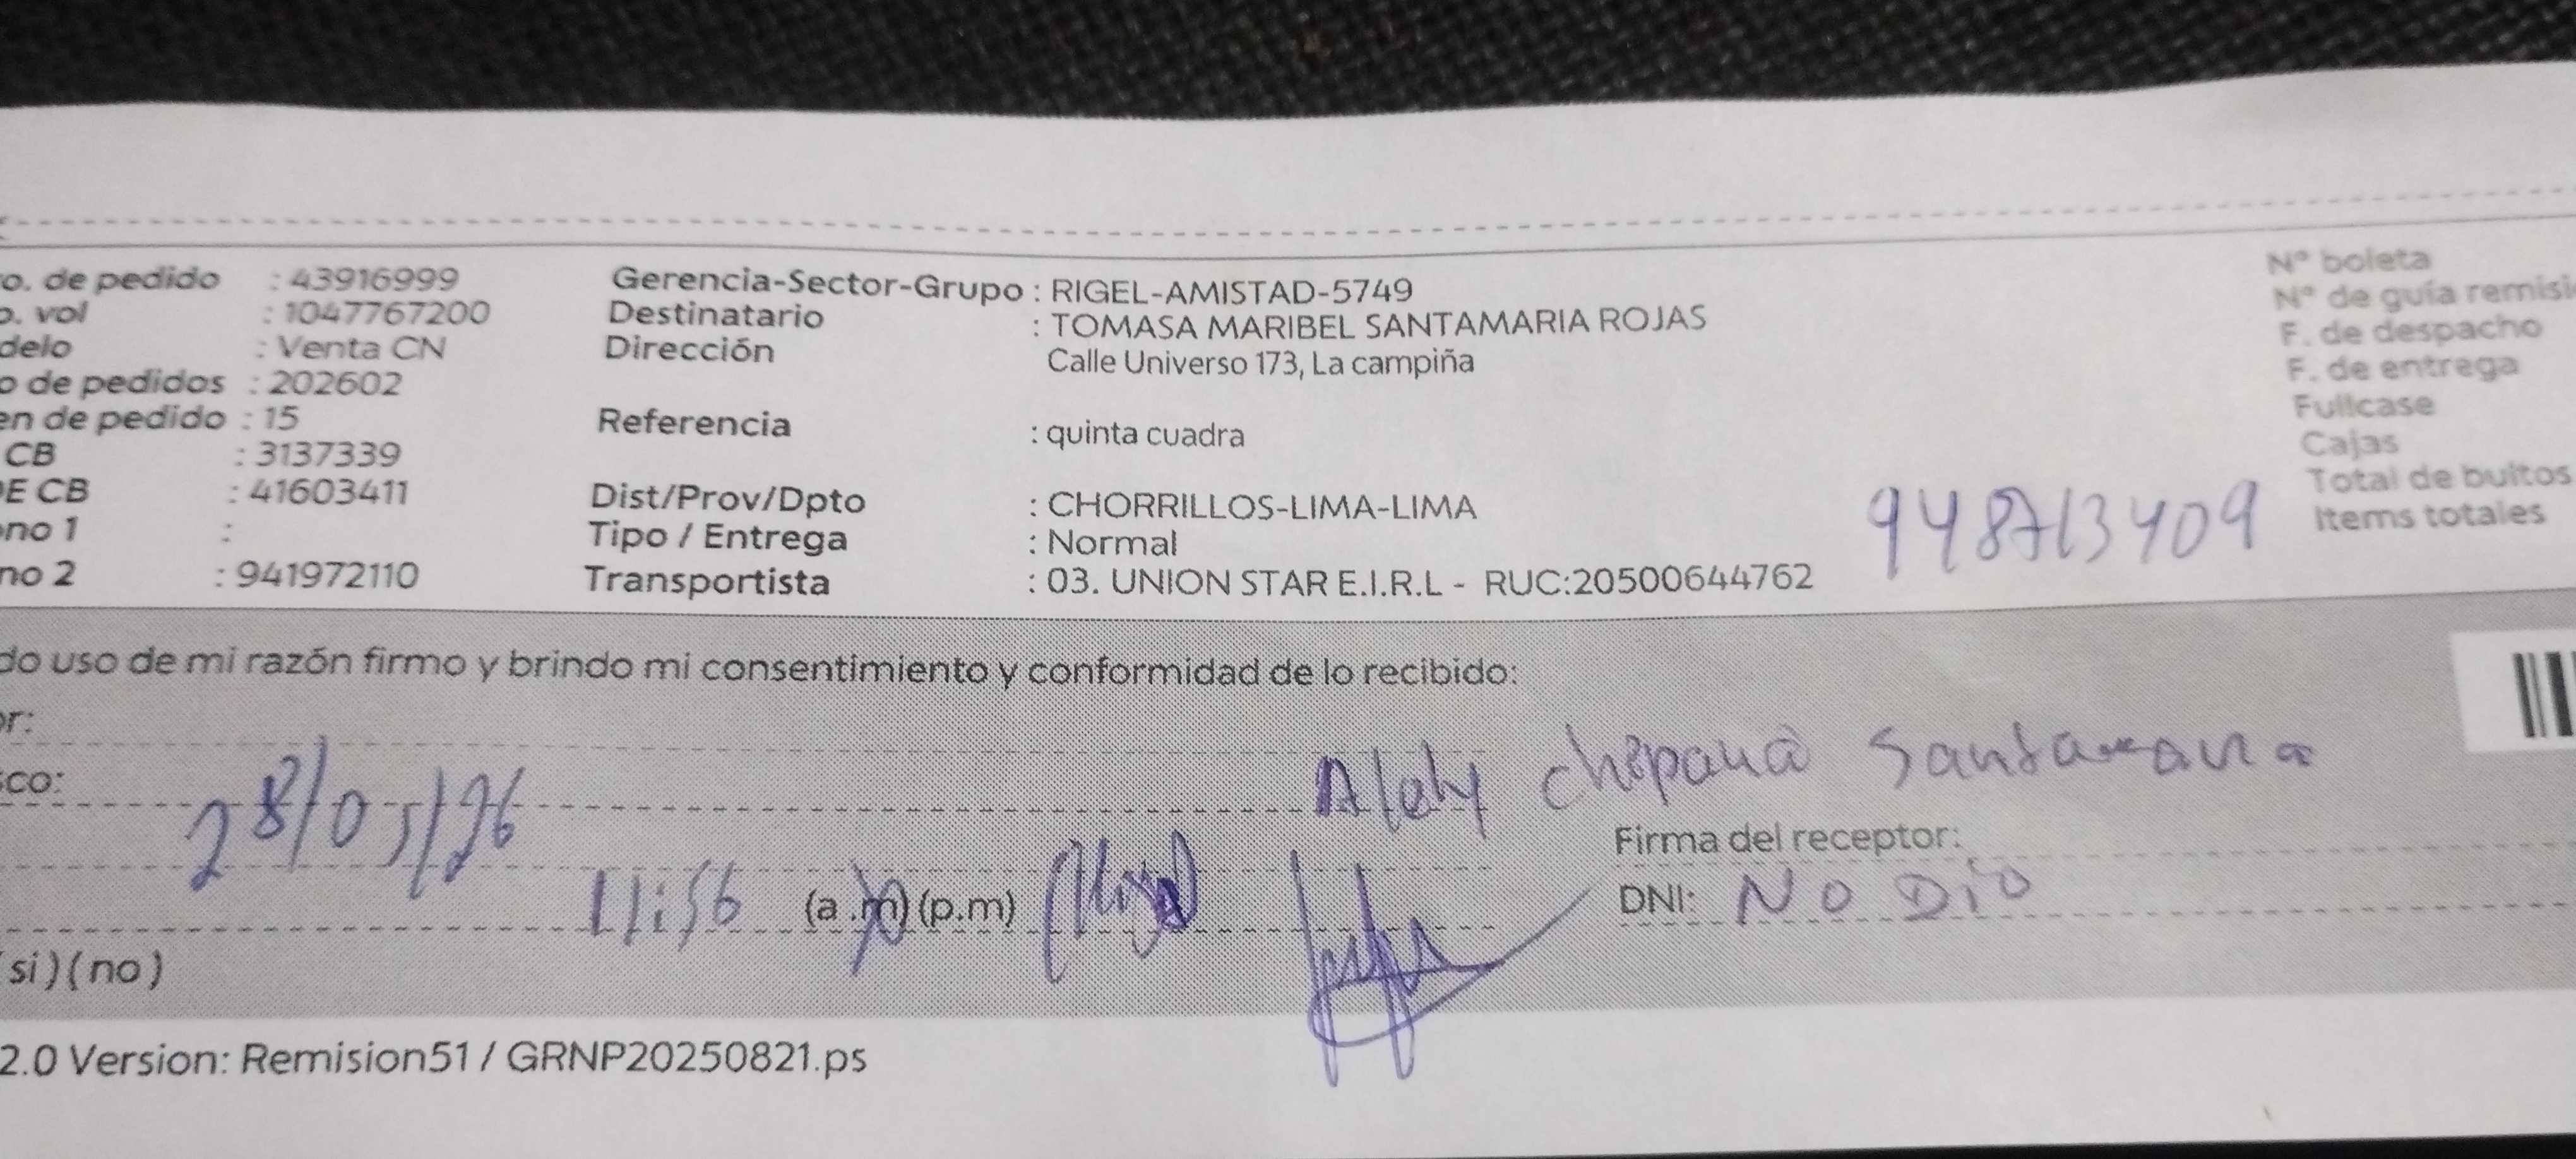 o. de pedido : 43916999
o. vol : 1047767200
delo : Venta CN
o de pedidos : 202602
en de pedido : 15
CB : 3137339
E CB : 41603411
no 1 :
no 2 : 941972110
Gerencia-Sector-Grupo : RIGEL-AMISTAD-5749
Destinatario : TOMASA MARIBEL SANTAMARIA ROJAS
Dirección Calle Universo 173, La campiña
Referencia : quinta cuadra
Dist/Prov/Dpto : CHORRILLOS-LIMA-LIMA
Tipo / Entrega : Normal
Transportista : 03. UNION STAR E.I.R.L - RUC:20500644762
948713409
N° boleta
N° de guía remisi
F. de despacho
F. de entrega
Fullcase
Cajas
Total de bultos
Items totales
do uso de mi razón firmo y brindo mi consentimiento y conformidad de lo recibido:
or:
co:
28/05/26
Santamaria
11:56 (a .m) (p.m)
Firma del receptor:
DNI: No Dio
si ) ( no )
2.0 Version: Remision51 / GRNP20250821.ps